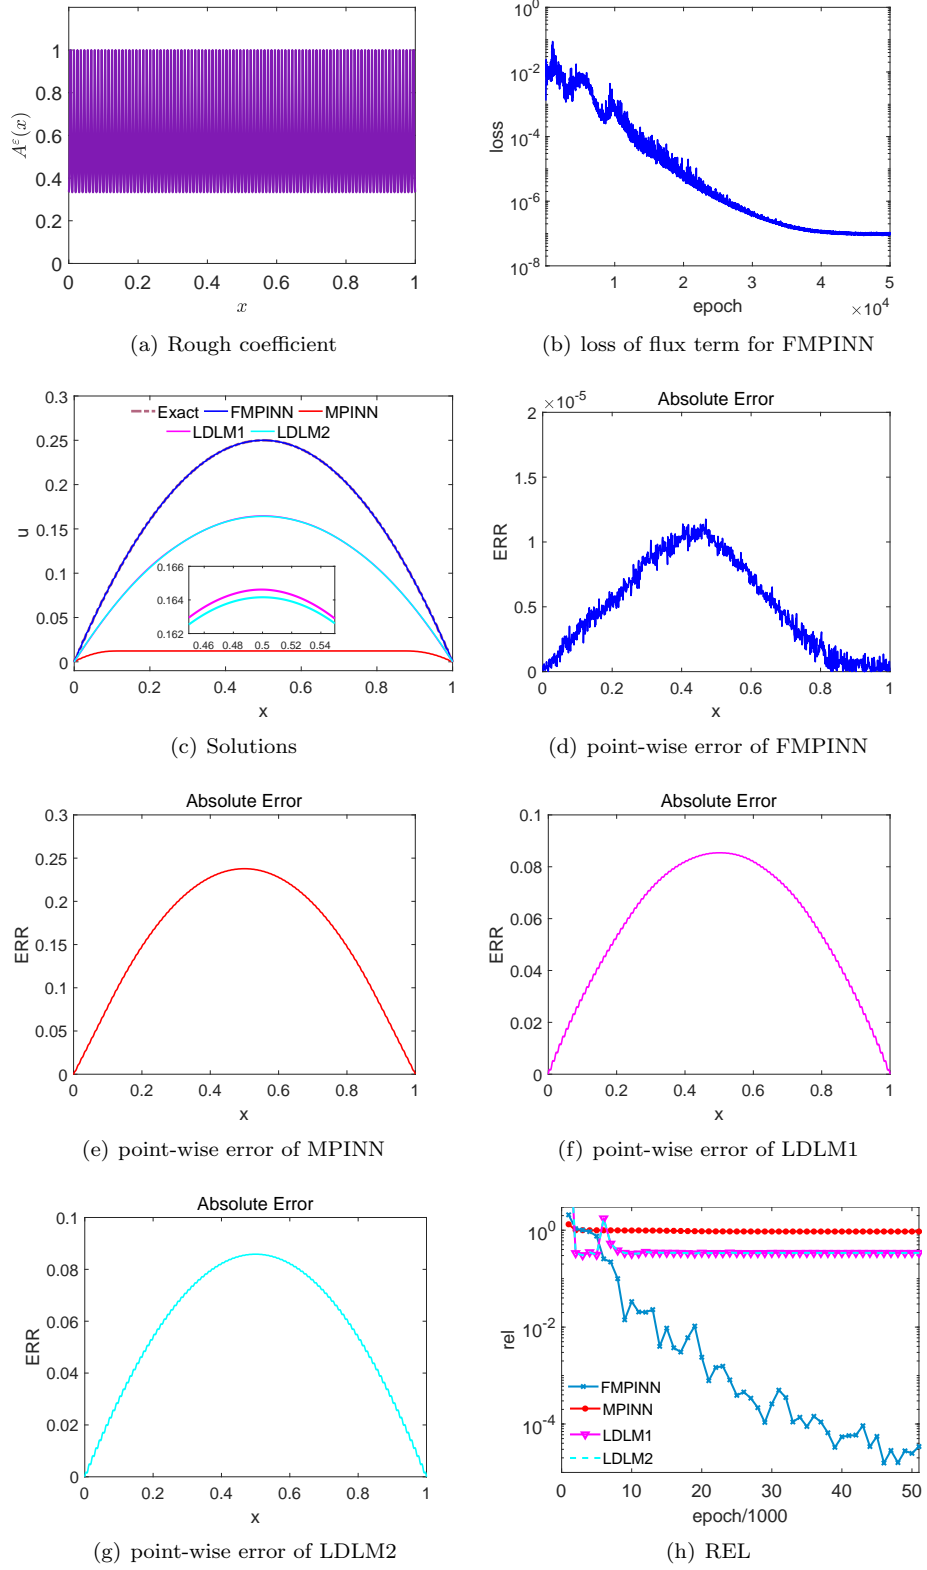 1
0.8
0.6
0.4
0.2
0
A^ε(x)
0 0.2 0.4 0.6 0.8 1
x
(a) Rough coefficient
10^0
10^-2
10^-4
10^-6
10^-8
loss
1 2 3 4 5
epoch ×10^4
(b) loss of flux term for FMPINN
0.3
0.25
0.2
0.15
0.1
0.05
0
u
Exact FMPINN MPINN
LDLM1 LDLM2
0.166
0.164
0.162
0.46 0.48 0.5 0.52 0.54
0 0.2 0.4 0.6 0.8 1
x
(c) Solutions
Absolute Error
×10^-5
2
1.5
1
0.5
0
ERR
0 0.2 0.4 0.6 0.8 1
x
(d) point-wise error of FMPINN
Absolute Error
0.3
0.25
0.2
0.15
0.1
0.05
0
ERR
0 0.2 0.4 0.6 0.8 1
x
(e) point-wise error of MPINN
Absolute Error
0.1
0.08
0.06
0.04
0.02
0
ERR
0 0.2 0.4 0.6 0.8 1
x
(f) point-wise error of LDLM1
Absolute Error
0.1
0.08
0.06
0.04
0.02
0
ERR
0 0.2 0.4 0.6 0.8 1
x
(g) point-wise error of LDLM2
10^0
10^-2
10^-4
rel
FMPINN
MPINN
LDLM1
LDLM2
0 10 20 30 40 50
epoch/1000
(h) REL